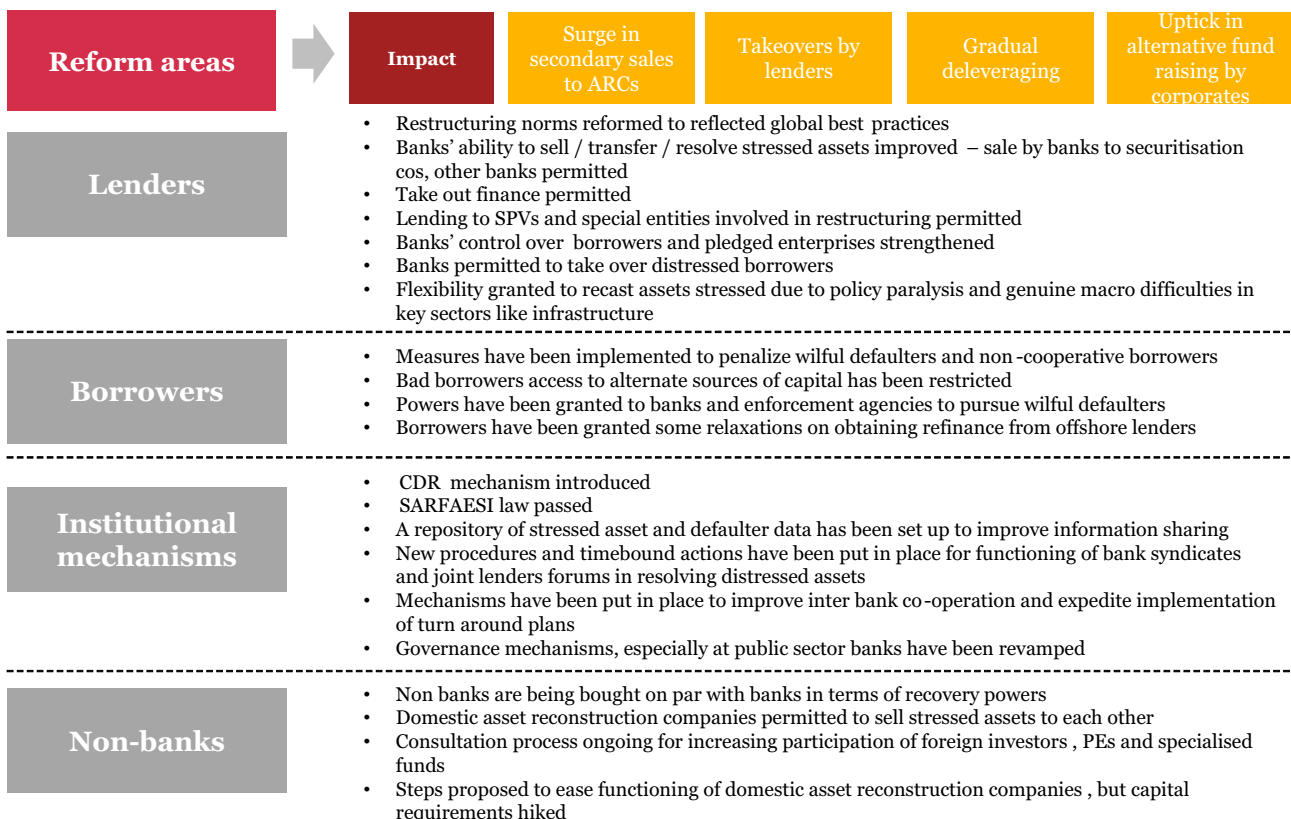 Reform areas
Impact
Surge in
secondary sales
to ARCs
Takeovers by
lenders
Gradual
deleveraging
Uptick in
alternative fund
raising by
corporates
Lenders
• Restructuring norms reformed to reflected global best practices
• Banks’ ability to sell / transfer / resolve stressed assets improved – sale by banks to securitisation
cos, other banks permitted
• Take out finance permitted
• Lending to SPVs and special entities involved in restructuring permitted
• Banks’ control over borrowers and pledged enterprises strengthened
• Banks permitted to take over distressed borrowers
• Flexibility granted to recast assets stressed due to policy paralysis and genuine macro difficulties in
key sectors like infrastructure
Borrowers
• Measures have been implemented to penalize wilful defaulters and non-cooperative borrowers
• Bad borrowers access to alternate sources of capital has been restricted
• Powers have been granted to banks and enforcement agencies to pursue wilful defaulters
• Borrowers have been granted some relaxations on obtaining refinance from offshore lenders
Institutional
mechanisms
• CDR mechanism introduced
• SARFAESI law passed
• A repository of stressed asset and defaulter data has been set up to improve information sharing
• New procedures and timebound actions have been put in place for functioning of bank syndicates
and joint lenders forums in resolving distressed assets
• Mechanisms have been put in place to improve inter bank co-operation and expedite implementation
of turn around plans
• Governance mechanisms, especially at public sector banks have been revamped
Non-banks
• Non banks are being bought on par with banks in terms of recovery powers
• Domestic asset reconstruction companies permitted to sell stressed assets to each other
• Consultation process ongoing for increasing participation of foreign investors , PEs and specialised
funds
• Steps proposed to ease functioning of domestic asset reconstruction companies , but capital
requirements hiked